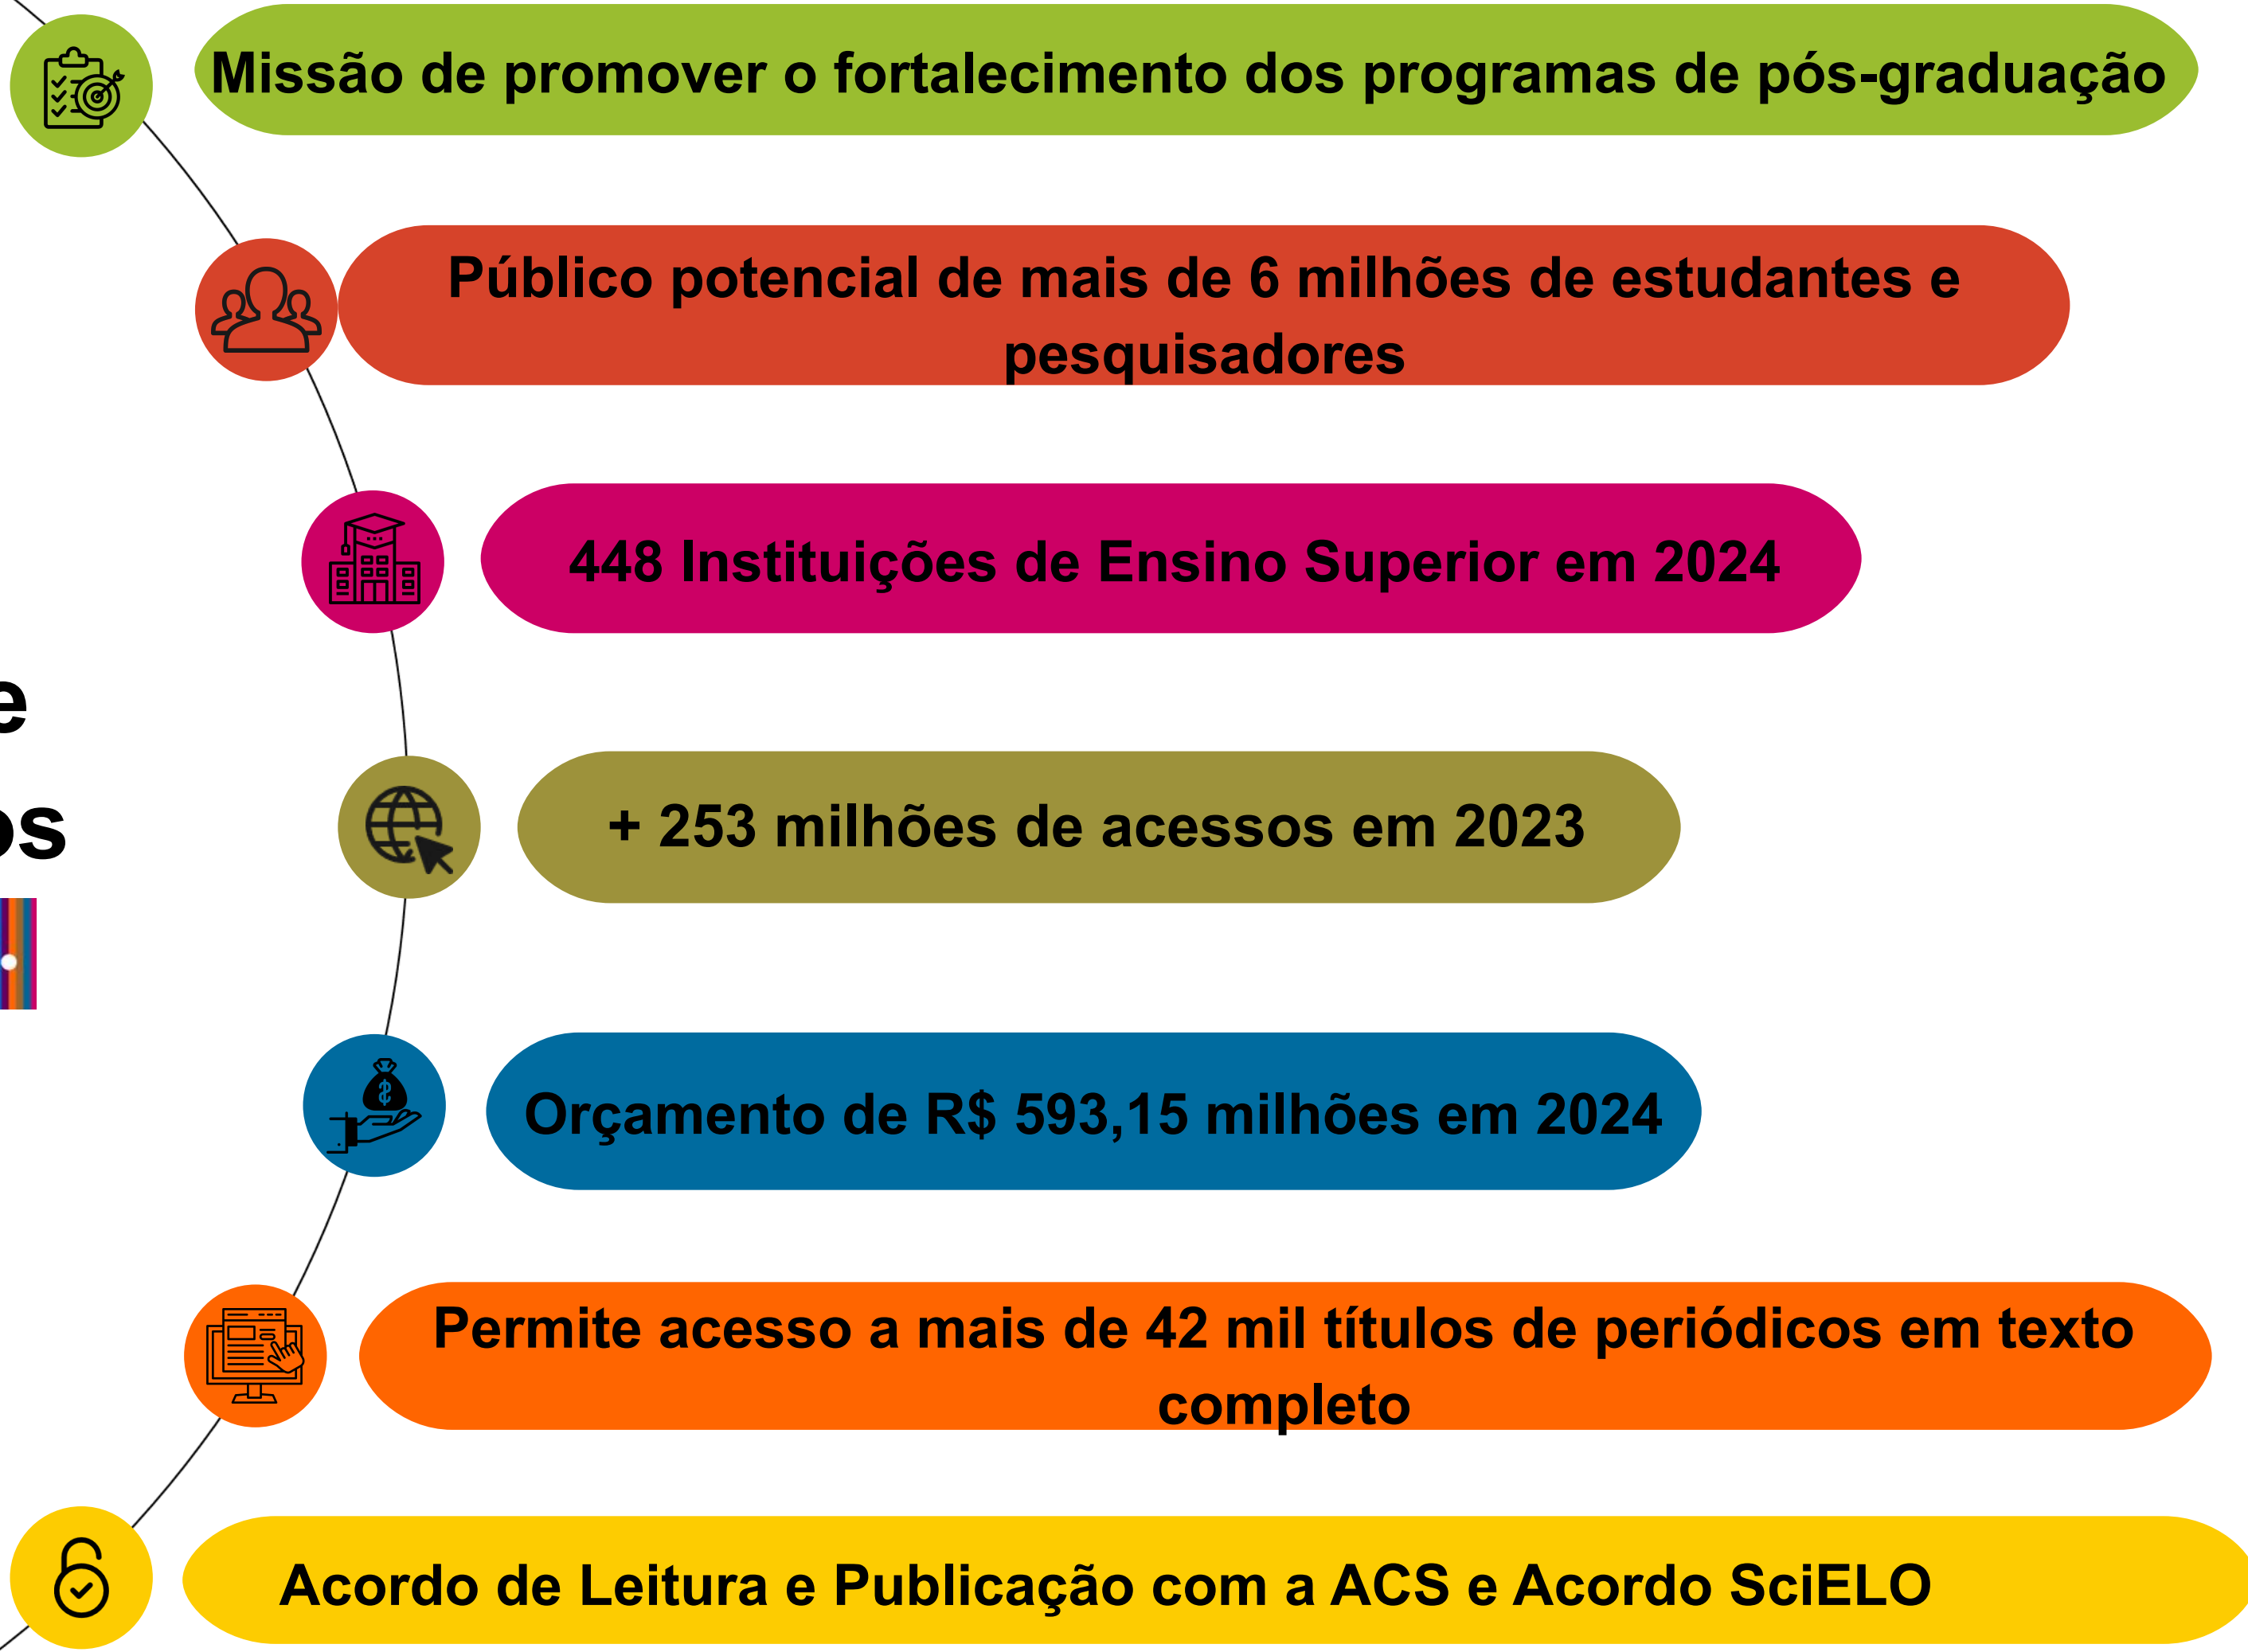 Missão de promover o fortalecimento dos programas de pós-graduação
Público potencial de mais de 6 milhões de estudantes e
pesquisadores
448 Instituições de Ensino Superior em 2024
+ 253 milhões de acessos em 2023
Orçamento de R$ 593,15 milhões em 2024
Permite acesso a mais de 42 mil títulos de periódicos em texto
completo
Acordo de Leitura e Publicação com a ACS e Acordo SciELO